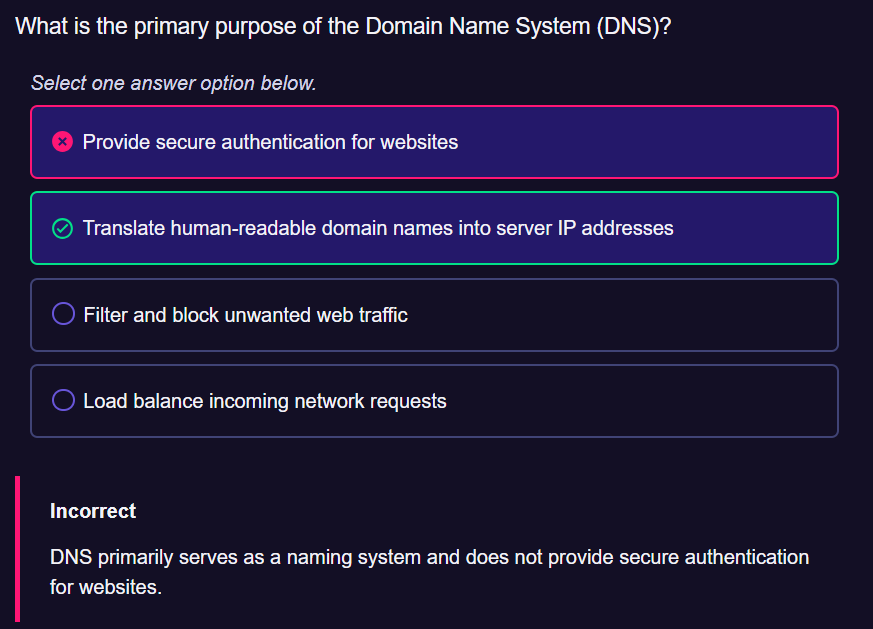 What is the primary purpose of the Domain Name System (DNS)?
Select one answer option below.
Provide secure authentication for websites
Translate human-readable domain names into server IP addresses
Filter and block unwanted web traffic
Load balance incoming network requests
Incorrect
DNS primarily serves as a naming system and does not provide secure authentication
for websites.